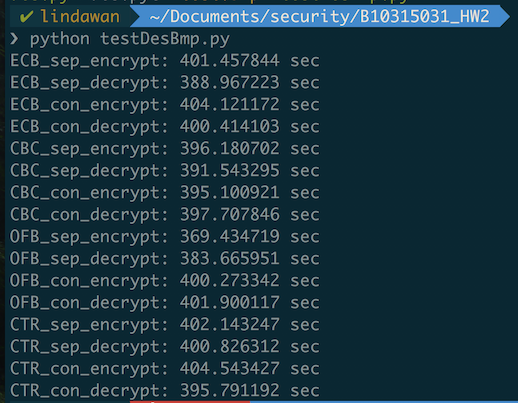 ✔ lindawan ~/Documents/security/B10315031_HW2
❯ python testDesBmp.py
ECB_sep_encrypt: 401.457844 sec
ECB_sep_decrypt: 388.967223 sec
ECB_con_encrypt: 404.121172 sec
ECB_con_decrypt: 400.414103 sec
CBC_sep_encrypt: 396.180702 sec
CBC_sep_decrypt: 391.543295 sec
CBC_con_encrypt: 395.100921 sec
CBC_con_decrypt: 397.707846 sec
OFB_sep_encrypt: 369.434719 sec
OFB_sep_decrypt: 383.665951 sec
OFB_con_encrypt: 400.273342 sec
OFB_con_decrypt: 401.900117 sec
CTR_sep_encrypt: 402.143247 sec
CTR_sep_decrypt: 400.826312 sec
CTR_con_encrypt: 404.543427 sec
CTR_con_decrypt: 395.791192 sec